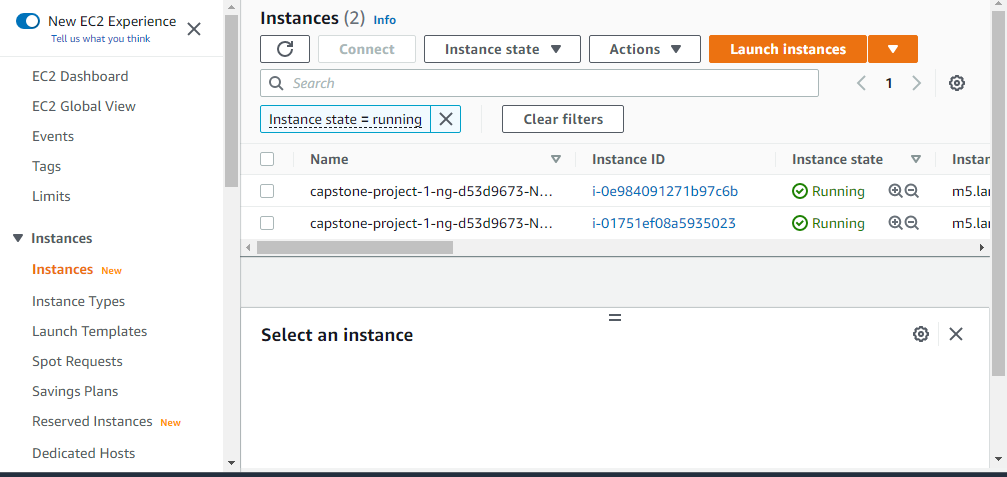 New EC2 Experience
Tell us what you think
EC2 Dashboard
EC2 Global View
Events
Tags
Limits
Instances
Instances New
Instance Types
Launch Templates
Spot Requests
Savings Plans
Reserved Instances New
Dedicated Hosts
Instances (2) Info
Connect Instance state Actions Launch instances
Search 1
Instance state = running Clear filters
Name Instance ID Instance state Instan
capstone-project-1-ng-d53d9673-N... i-0e984091271b97c6b Running m5.lar
capstone-project-1-ng-d53d9673-N... i-01751ef08a5935023 Running m5.lar
Select an instance